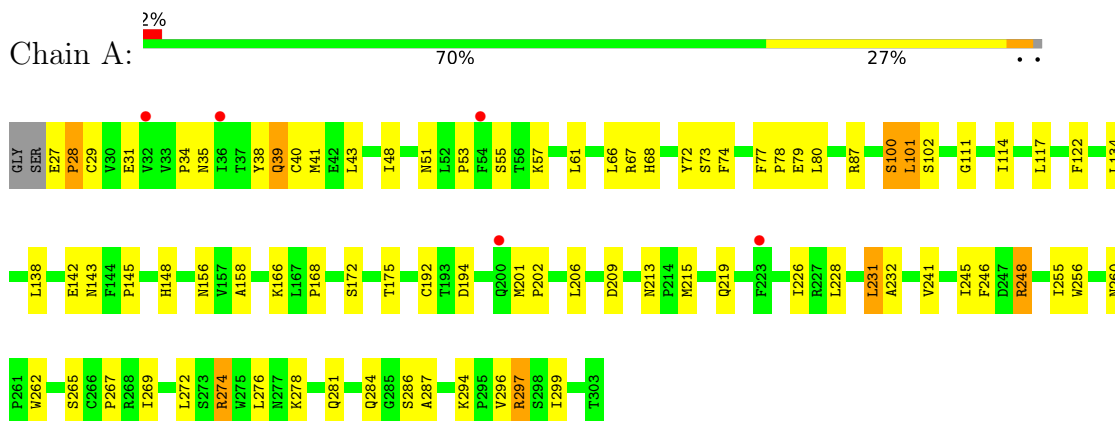 2%
Chain A:
70% 27% . .
GLY SER E27 P28 C29 V30 E31 V32 V33 P34 N35 I36 T37 Y38 Q39 C40 M41 E42 L43 I48 N51 L52 P53 F54 S55 T56 K57 L61 L66 R67 H68 Y72 S73 F74 F77 P78 E79 L80 R87 S100 L101 S102 G111 I114 L117 F122 L134
L138 E142 N143 F144 P145 H148 N156 V157 A158 K166 L167 P168 S172 T175 C192 T193 D194 Q200 M201 P202 L206 D209 N213 P214 M215 Q219 F223 I226 R227 L228 L231 A232 V241 I245 F246 D247 R248 I255 W256 N260
P261 W262 S265 C266 P267 R268 I269 L272 S273 R274 W275 L276 N277 K278 Q281 Q284 G285 S286 A287 K294 P295 V296 R297 S298 I299 T303